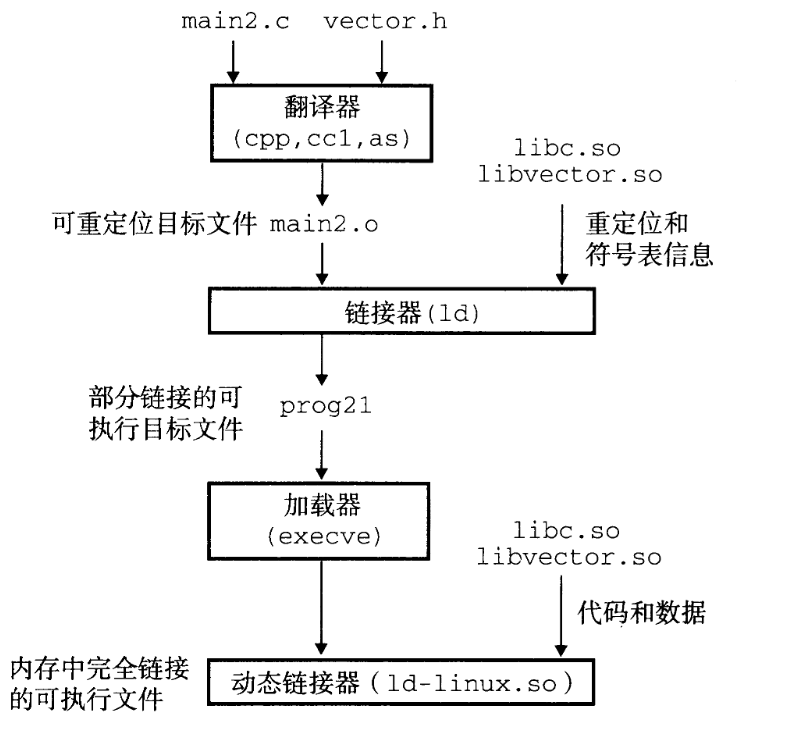 main2.c vector.h
翻译器
(cpp,cc1,as)
libc.so
libvector.so
可重定位目标文件 main2.o
重定位和
符号表信息
链接器(ld)
部分链接的可
执行目标文件
prog21
加载器
(execve)
libc.so
libvector.so
代码和数据
内存中完全链接
的可执行文件
动态链接器(ld-linux.so)